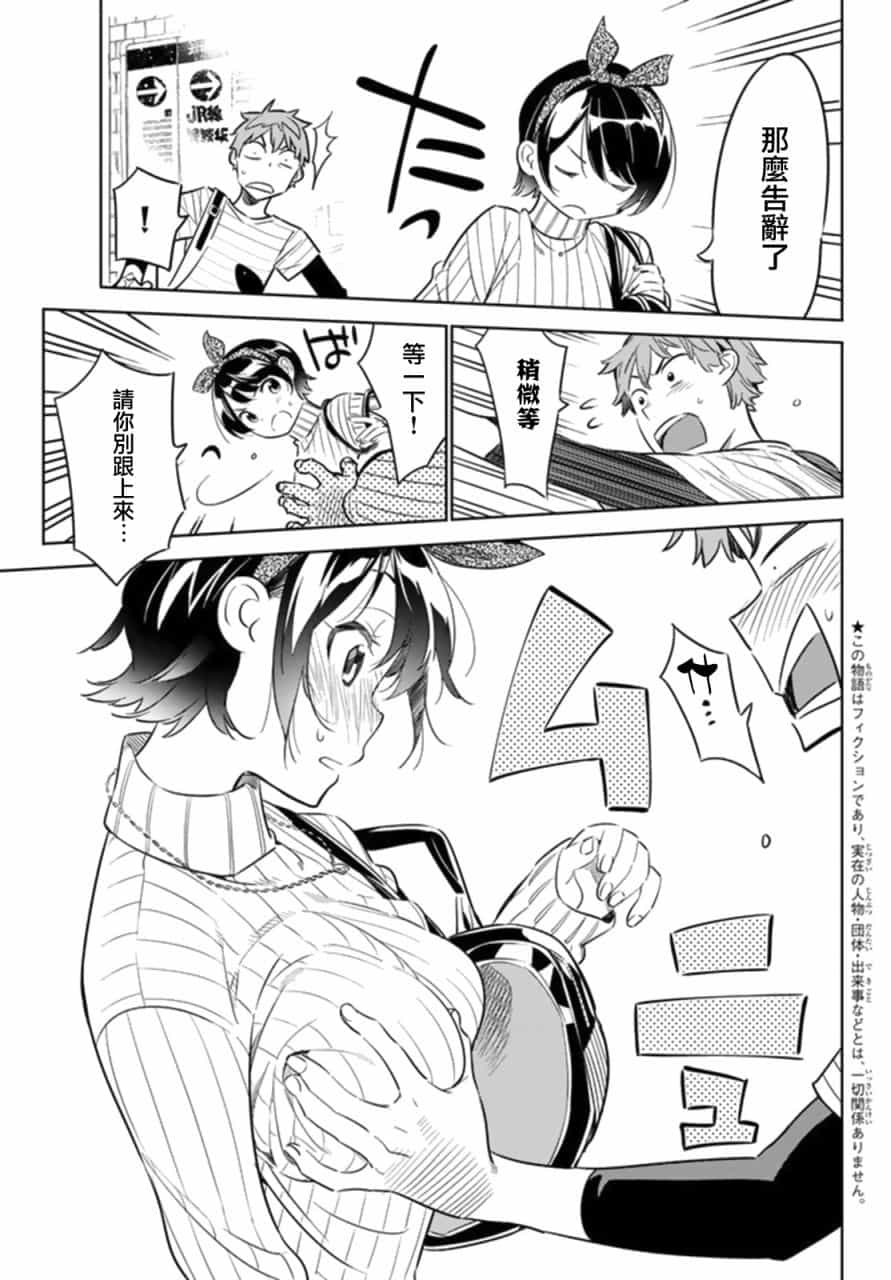 那麼告辭了
キッ
JR線
!
稍微等
等一下!
ば
請你別跟上來…
ムニュ
が…
★この物語はフィクションであり、実在の人物・団体・出来事などとは、一切関係ありません。